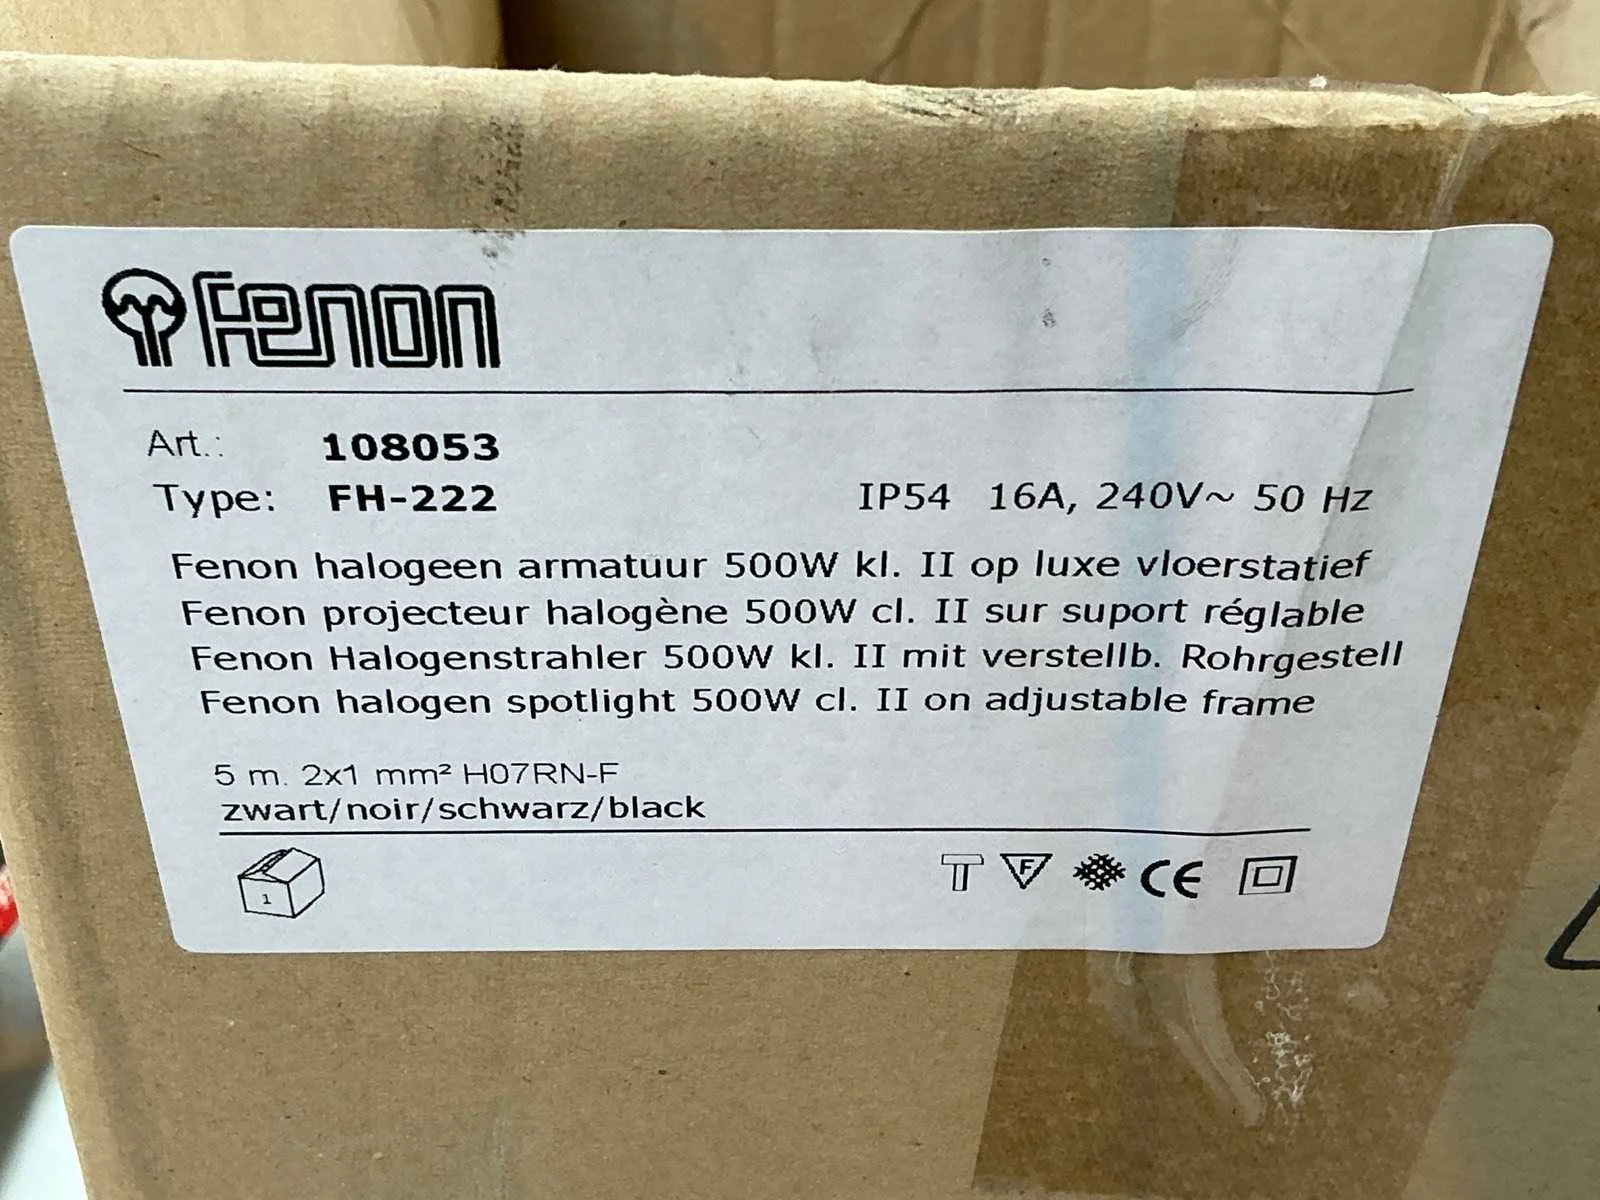 Fenon
Art.: 108053
Type: FH-222 IP54 16A, 240V~ 50 Hz
Fenon halogeen armatuur 500W kl. II op luxe vloerstatief
Fenon projecteur halogène 500W cl. II sur suport réglable
Fenon Halogenstrahler 500W kl. II mit verstellb. Rohrgestell
Fenon halogen spotlight 500W cl. II on adjustable frame
5 m. 2x1 mm² H07RN-F
zwart/noir/schwarz/black
1 F CE